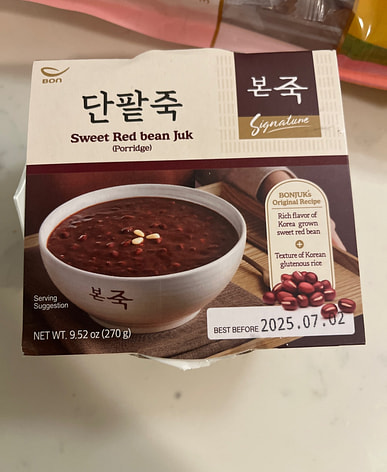 BON
단팥죽
Sweet Red bean Juk
(Porridge)
본죽
Signature
BONJUK's
Original Recipe
Rich flavor of
Korea grown
sweet red bean
+
Texture of Korean
glutenous rice
본죽
Serving
Suggestion
NET WT. 9.52 oz (270 g)
BEST BEFORE 2025.07.02